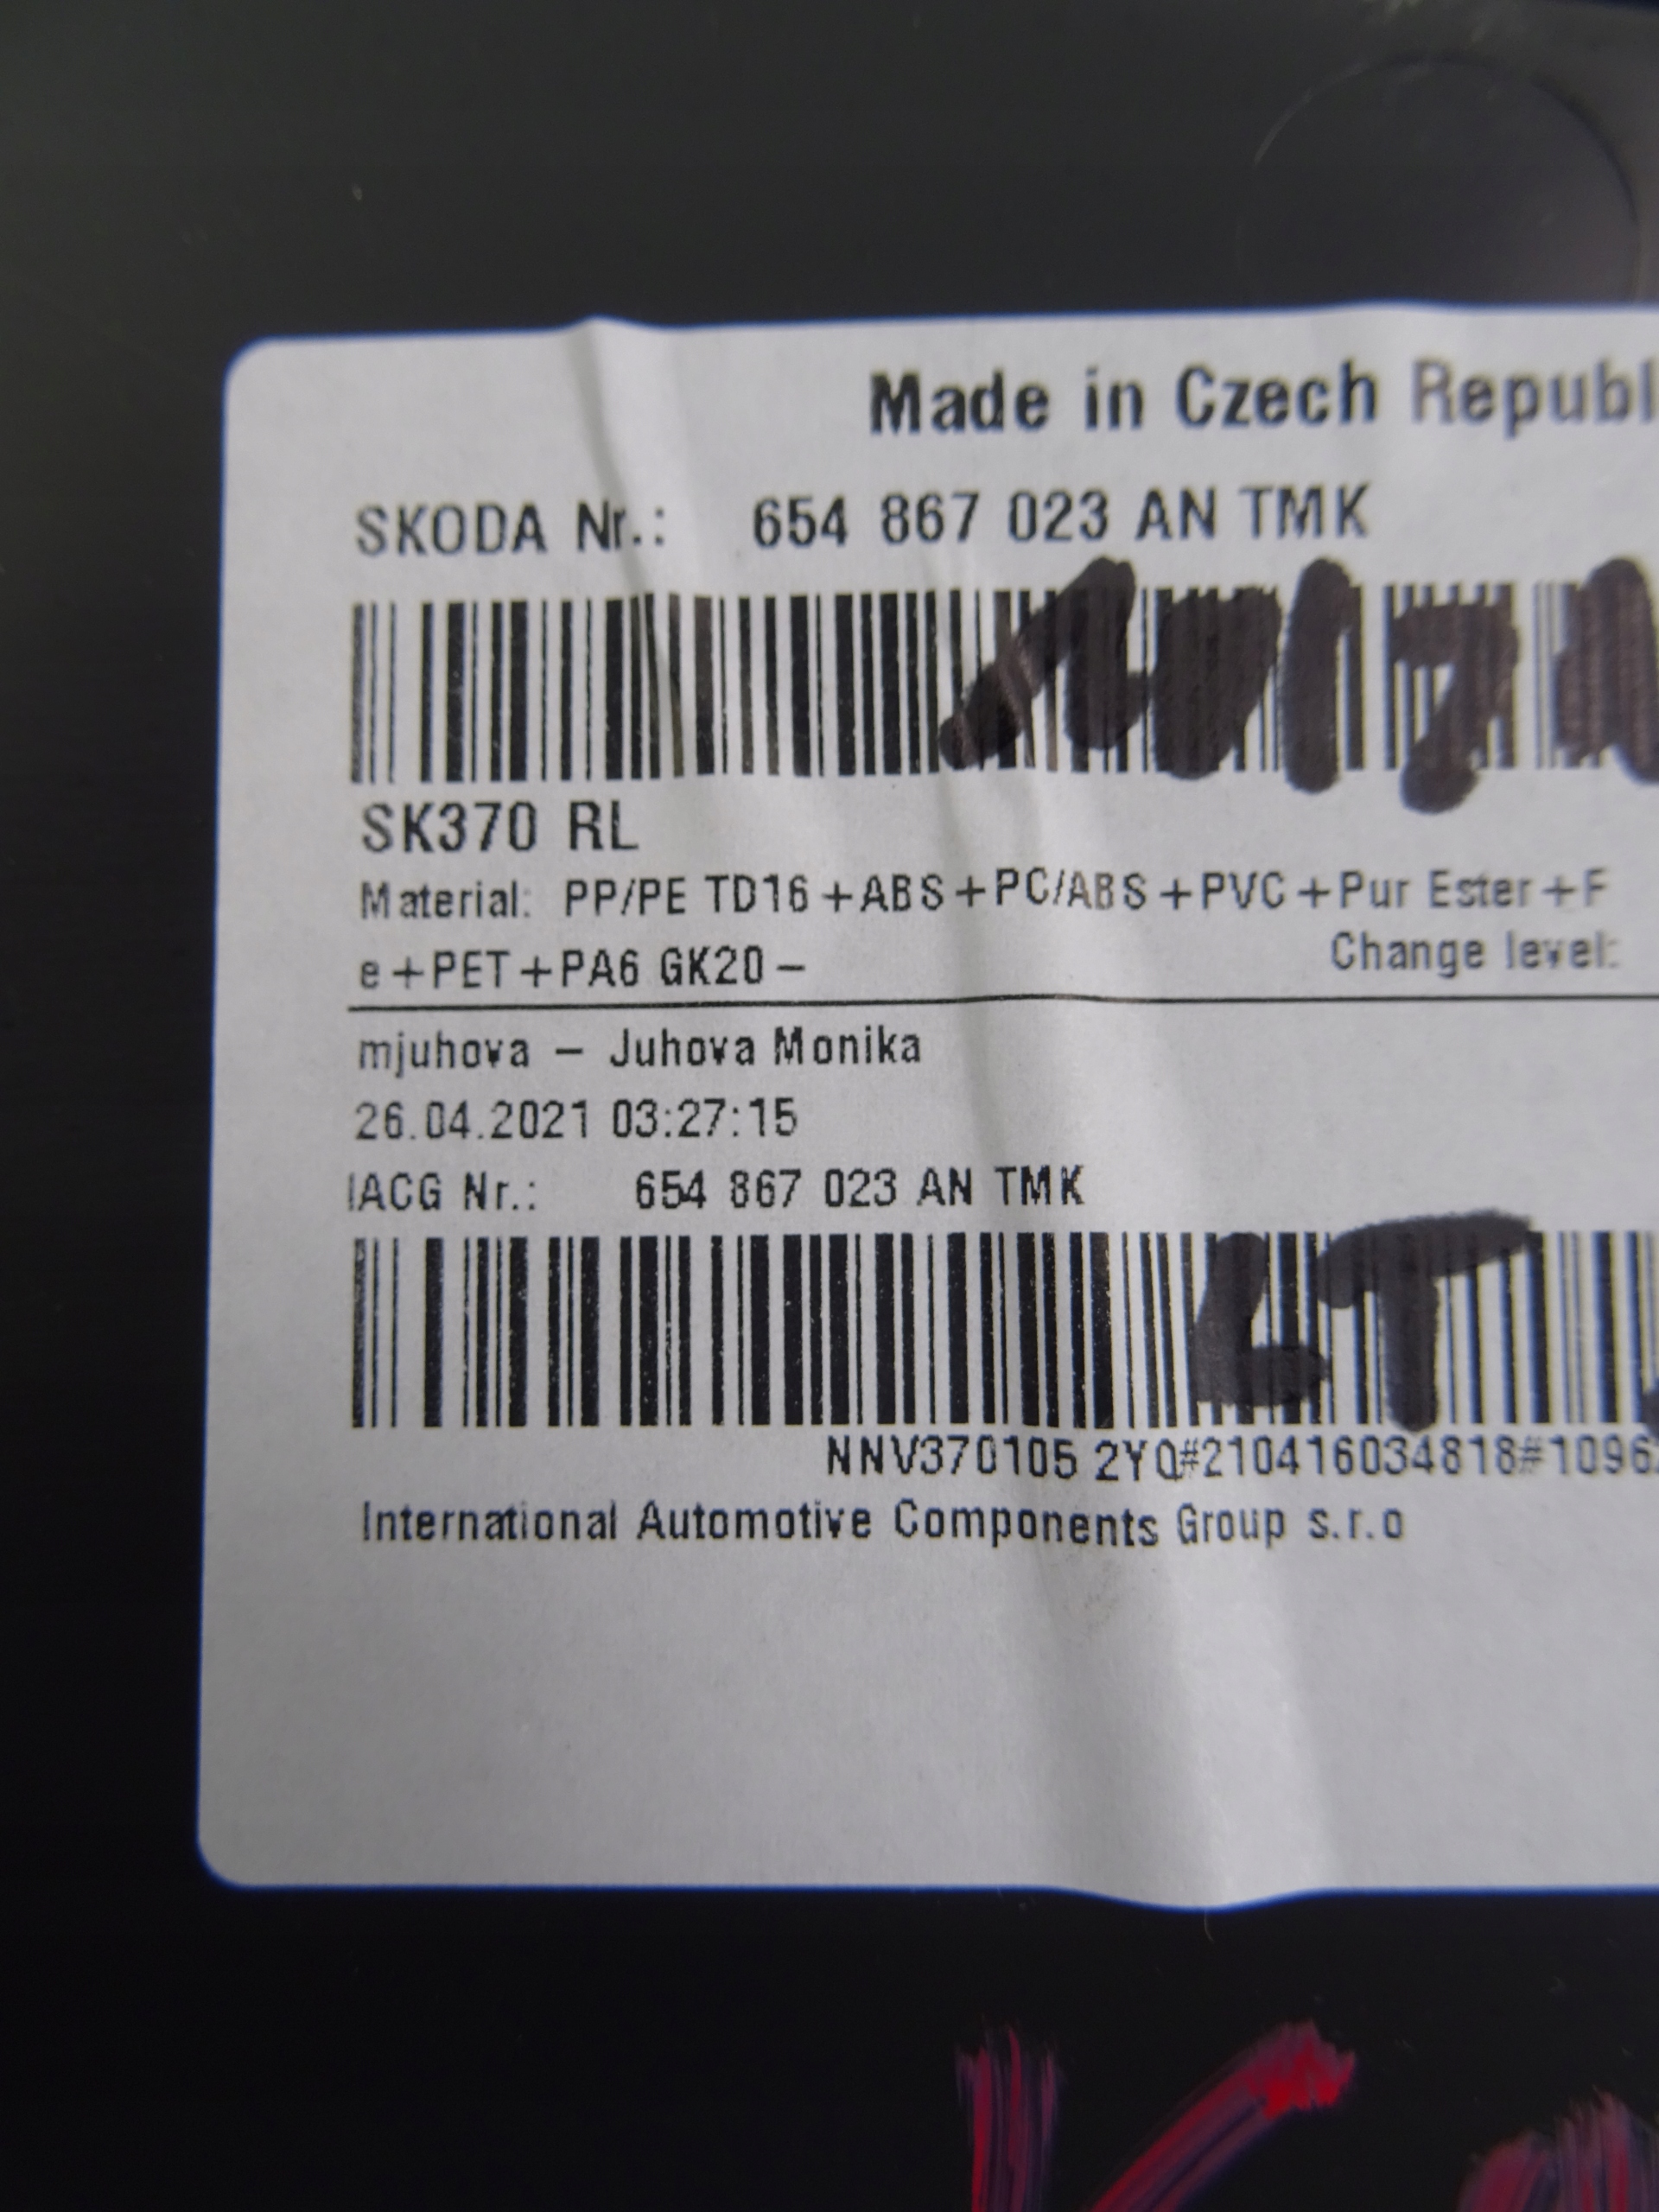 Made in Czech Republ
SKODA Nr.: 654 867 023 AN TMK
SK370 RL
Material: PP/PE TD16+ABS+PC/ABS+PVC+Pur Ester+F
e+PET+PA6 GK20-
Change level:
mjuhova – Juhova Monika
26.04.2021 03:27:15
IACG Nr.: 654 867 023 AN TMK
LT
NNV370105 2YQ#210416034818#1096
International Automotive Components Group s.r.o
K